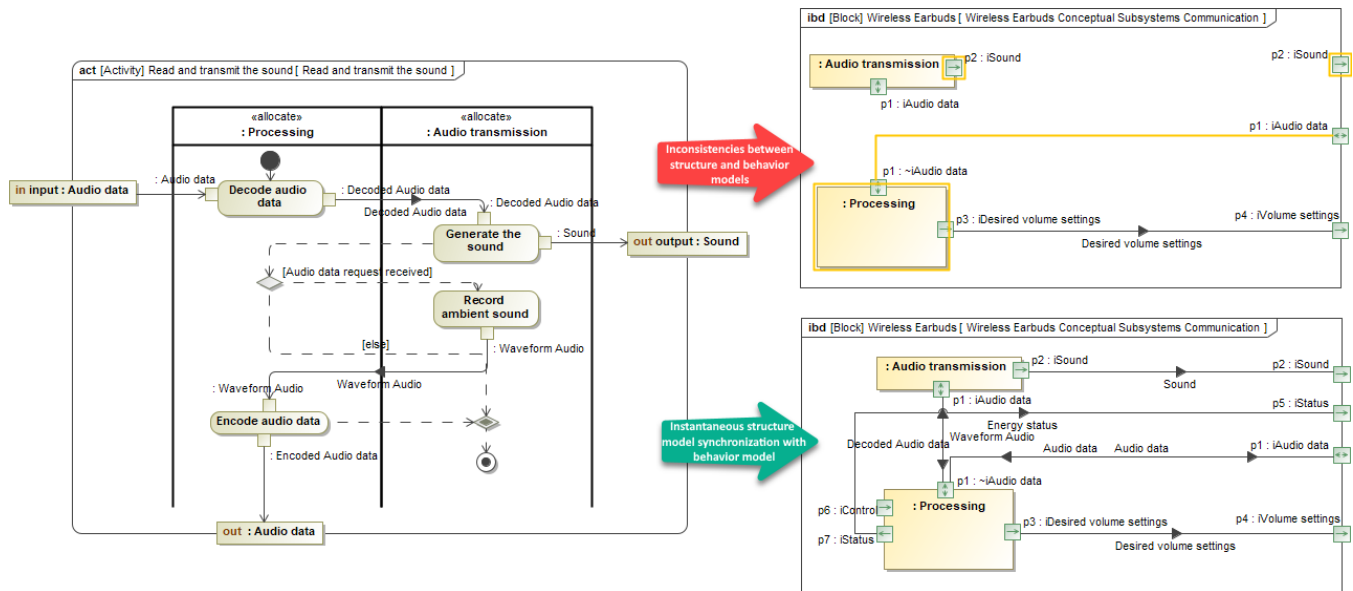 act [Activity] Read and transmit the sound [ Read and transmit the sound ]
«allocate»
: Processing
«allocate»
: Audio transmission
in input : Audio data
: Audio data
Decode audio
data
: Decoded Audio data
Decoded Audio data
: Decoded Audio data
Generate the
sound
: Sound
out output : Sound
[Audio data request received]
Record
ambient sound
[else]
: Waveform Audio
Waveform Audio
: Waveform Audio
Encode audio data
: Encoded Audio data
out : Audio data
Inconsistencies between
structure and behavior
models
Instantaneous structure
model synchronization with
behavior model
ibd [Block] Wireless Earbuds [ Wireless Earbuds Conceptual Subsystems Communication ]
: Audio transmission
p2 : iSound
p2 : iSound
p1 : iAudio data
p1 : iAudio data
p1 : ~iAudio data
: Processing
p3 : iDesired volume settings
p4 : iVolume settings
Desired volume settings
ibd [Block] Wireless Earbuds [ Wireless Earbuds Conceptual Subsystems Communication ]
: Audio transmission
p2 : iSound
p2 : iSound
Sound
p1 : iAudio data
p5 : iStatus
Energy status
Decoded Audio data
Waveform Audio
Audio data
Audio data
p1 : iAudio data
p1 : ~iAudio data
p6 : iControl
: Processing
p3 : iDesired volume settings
p4 : iVolume settings
p7 : iStatus
Desired volume settings